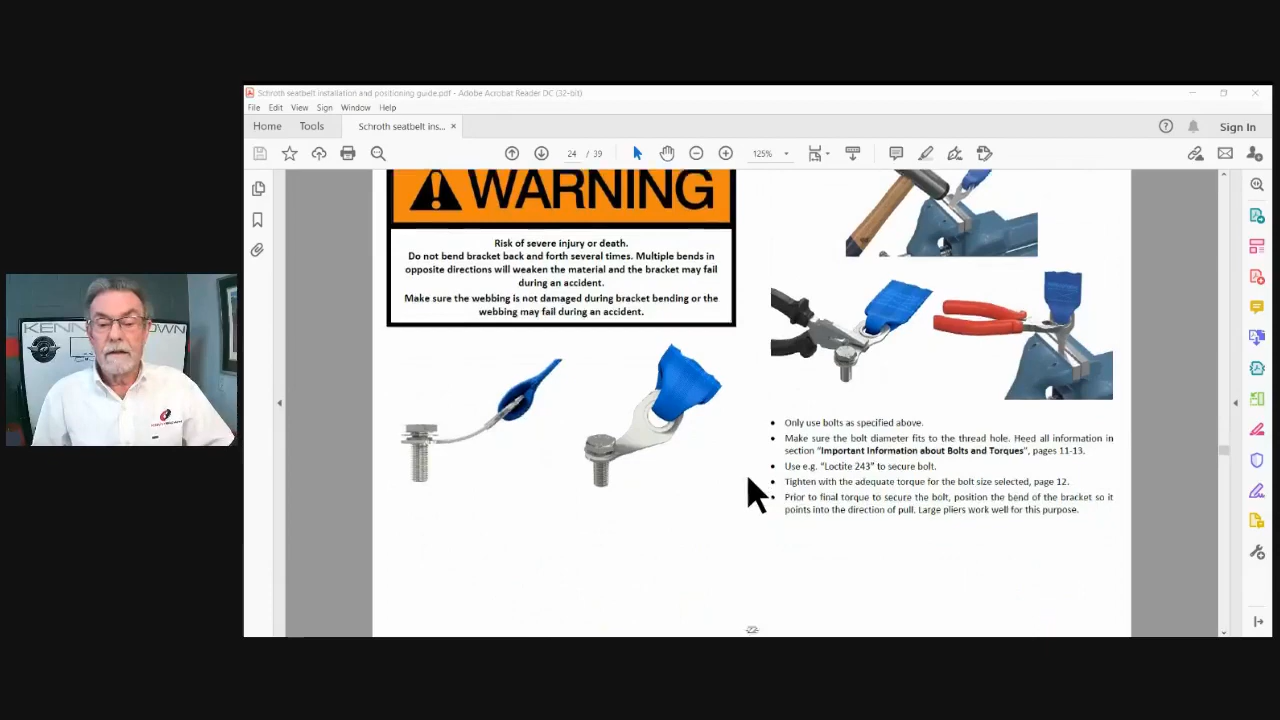 Schroth seatbelt installation and positioning guide.pdf - Adobe Acrobat Reader DC (32-bit)
File Edit View Sign Window Help
Home Tools Schroth seatbelt ins... × Sign In
24 / 39 125%
WARNING
Risk of severe injury or death.
Do not bend bracket back and forth several times. Multiple bends in
opposite directions will weaken the material and the bracket may fail
during an accident.
Make sure the webbing is not damaged during bracket bending or the
webbing may fail during an accident.
• Only use bolts as specified above.
• Make sure the bolt diameter fits to the thread hole. Heed all information in
section "Important Information about Bolts and Torques", pages 11-13.
• Use e.g. "Loctite 243" to secure bolt.
• Tighten with the adequate torque for the bolt size selected, page 12.
• Prior to final torque to secure the bolt, position the bend of the bracket so it
points into the direction of pull. Large pliers work well for this purpose.